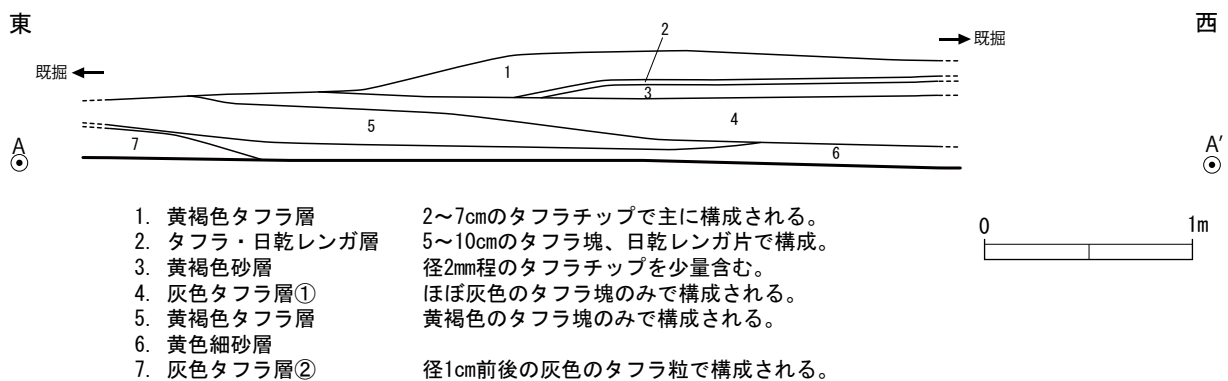 東
西
既掘
既掘
2
1
3
5
4
7
6
A
A′
1. 黄褐色タフラ層 2～7cmのタフラチップで主に構成される。
2. タフラ・日乾レンガ層 5～10cmのタフラ塊、日乾レンガ片で構成。
3. 黄褐色砂層 径2mm程のタフラチップを少量含む。
4. 灰色タフラ層① ほぼ灰色のタフラ塊のみで構成される。
5. 黄褐色タフラ層 黄褐色のタフラ塊のみで構成される。
6. 黄色細砂層
7. 灰色タフラ層② 径1cm前後の灰色のタフラ粒で構成される。
0 1m